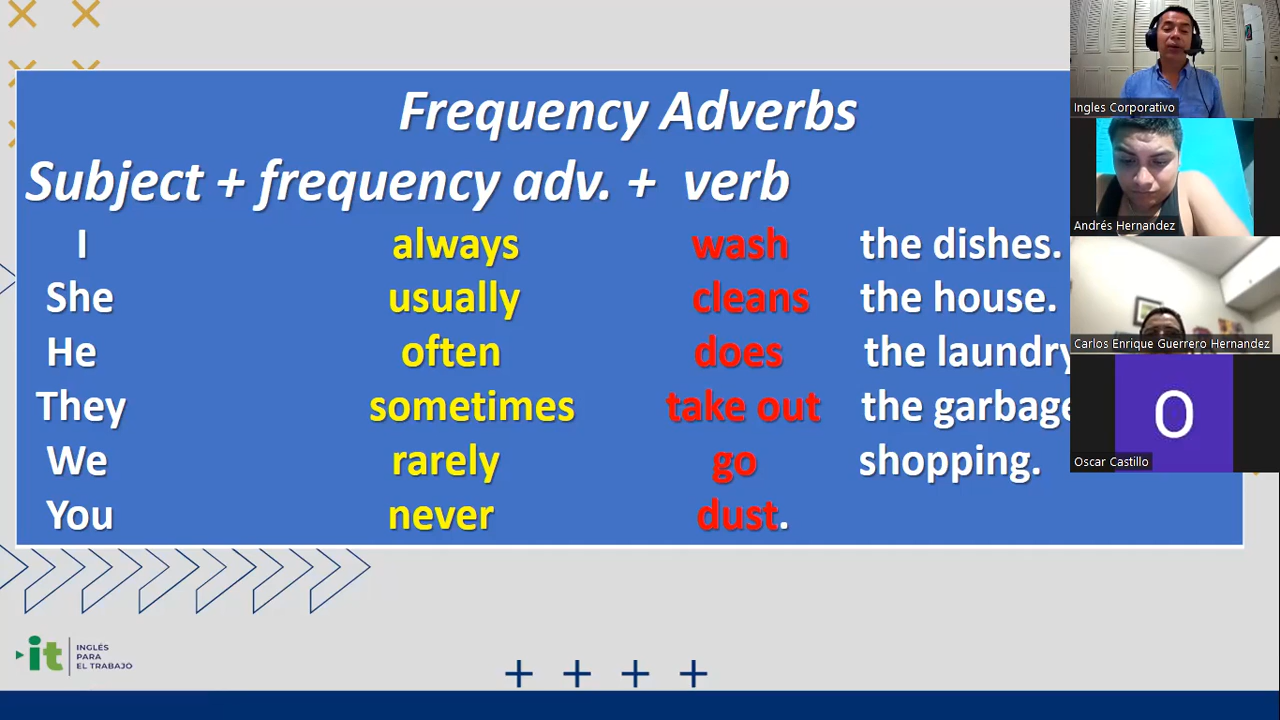 Frequency Adverbs
Subject + frequency adv. + verb
I always wash the dishes.
She usually cleans the house.
He often does the laundry
They sometimes take out the garbage
We rarely go shopping.
You never dust.
Ingles Corporativo
Andrés Hernandez
Carlos Enrique Guerrero Hernandez
O
Oscar Castillo
it
INGLÉS
PARA
EL TRABAJO